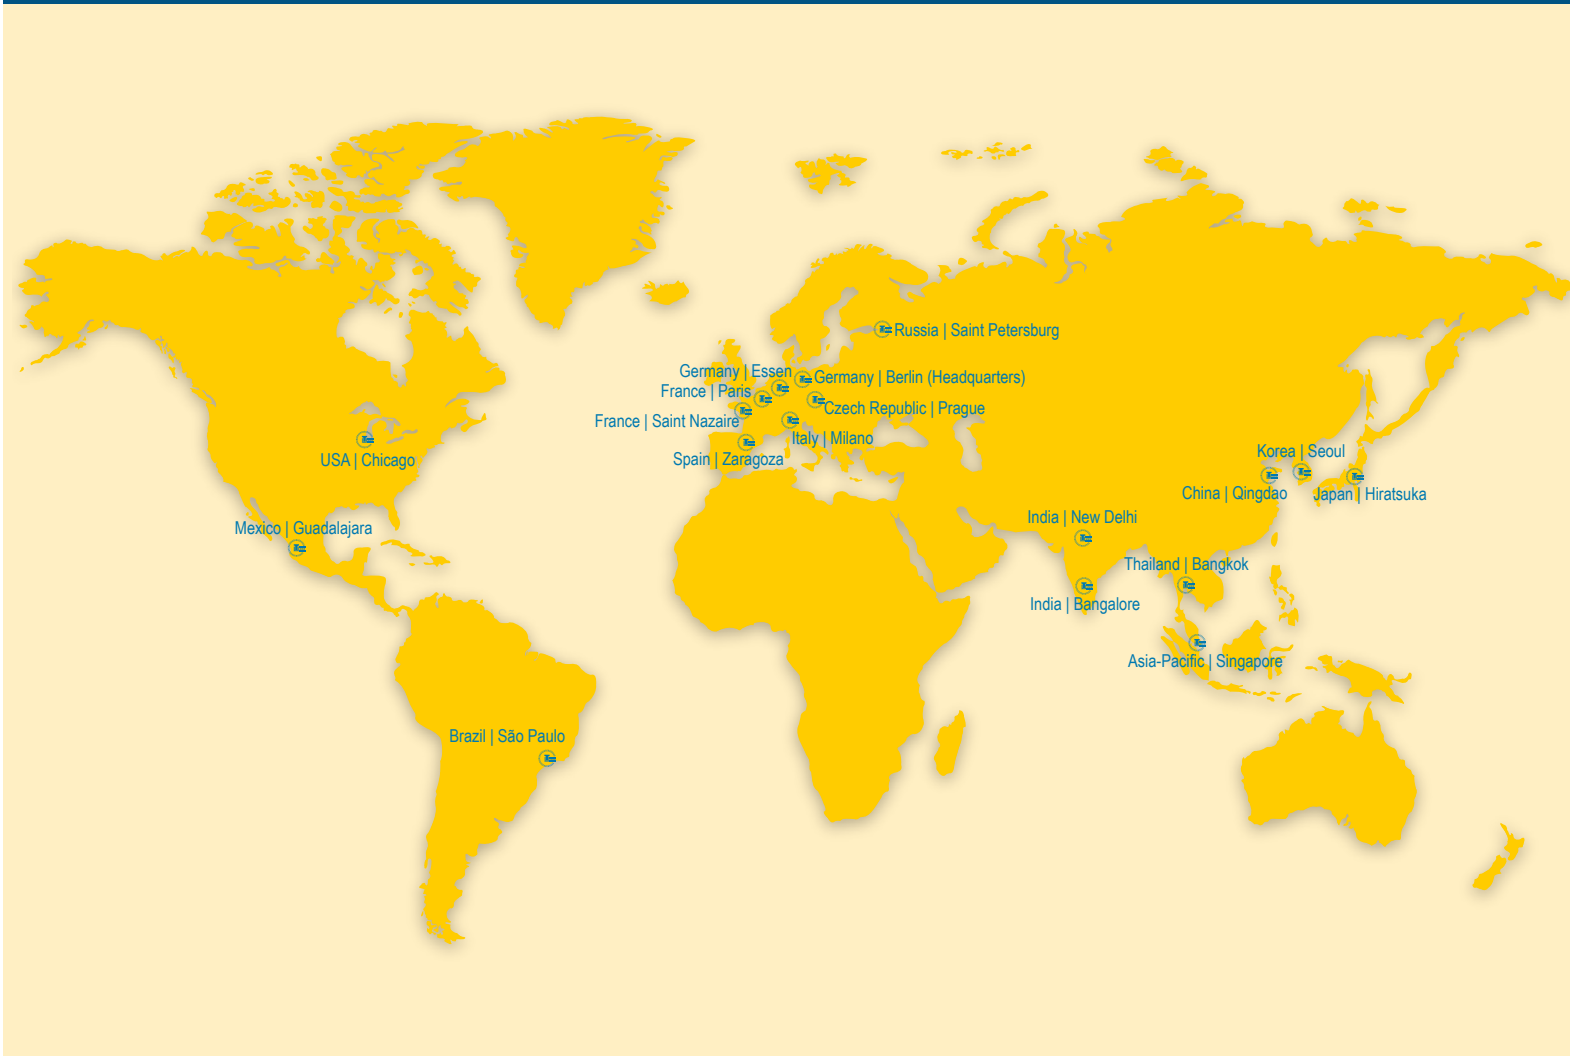 Russia | Saint Petersburg
Germany | Essen
Germany | Berlin (Headquarters)
France | Paris
Czech Republic | Prague
France | Saint Nazaire
Italy | Milano
Spain | Zaragoza
USA | Chicago
Korea | Seoul
China | Qingdao
Japan | Hiratsuka
Mexico | Guadalajara
India | New Delhi
Thailand | Bangkok
India | Bangalore
Asia-Pacific | Singapore
Brazil | São Paulo